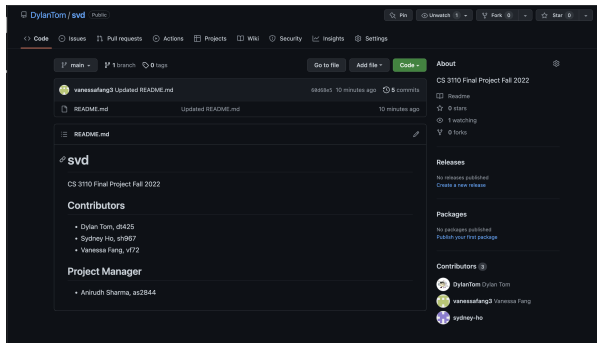 DylanTom / svd Public
Pin Unwatch 1 Fork 0 Star 0
Code Issues Pull requests Actions Projects Wiki Security Insights Settings
main 1 branch 0 tags Go to file Add file Code
vanessafang3 Updated README.md 60d68e5 10 minutes ago 5 commits
README.md Updated README.md 10 minutes ago
README.md
svd
CS 3110 Final Project Fall 2022
Contributors
Dylan Tom, dt425
Sydney Ho, sh967
Vanessa Fang, vf72
Project Manager
Anirudh Sharma, as2844
About
CS 3110 Final Project Fall 2022
Readme
0 stars
1 watching
0 forks
Releases
No releases published
Create a new release
Packages
No packages published
Publish your first package
Contributors 3
DylanTom Dylan Tom
vanessafang3 Vanessa Fang
sydney-ho